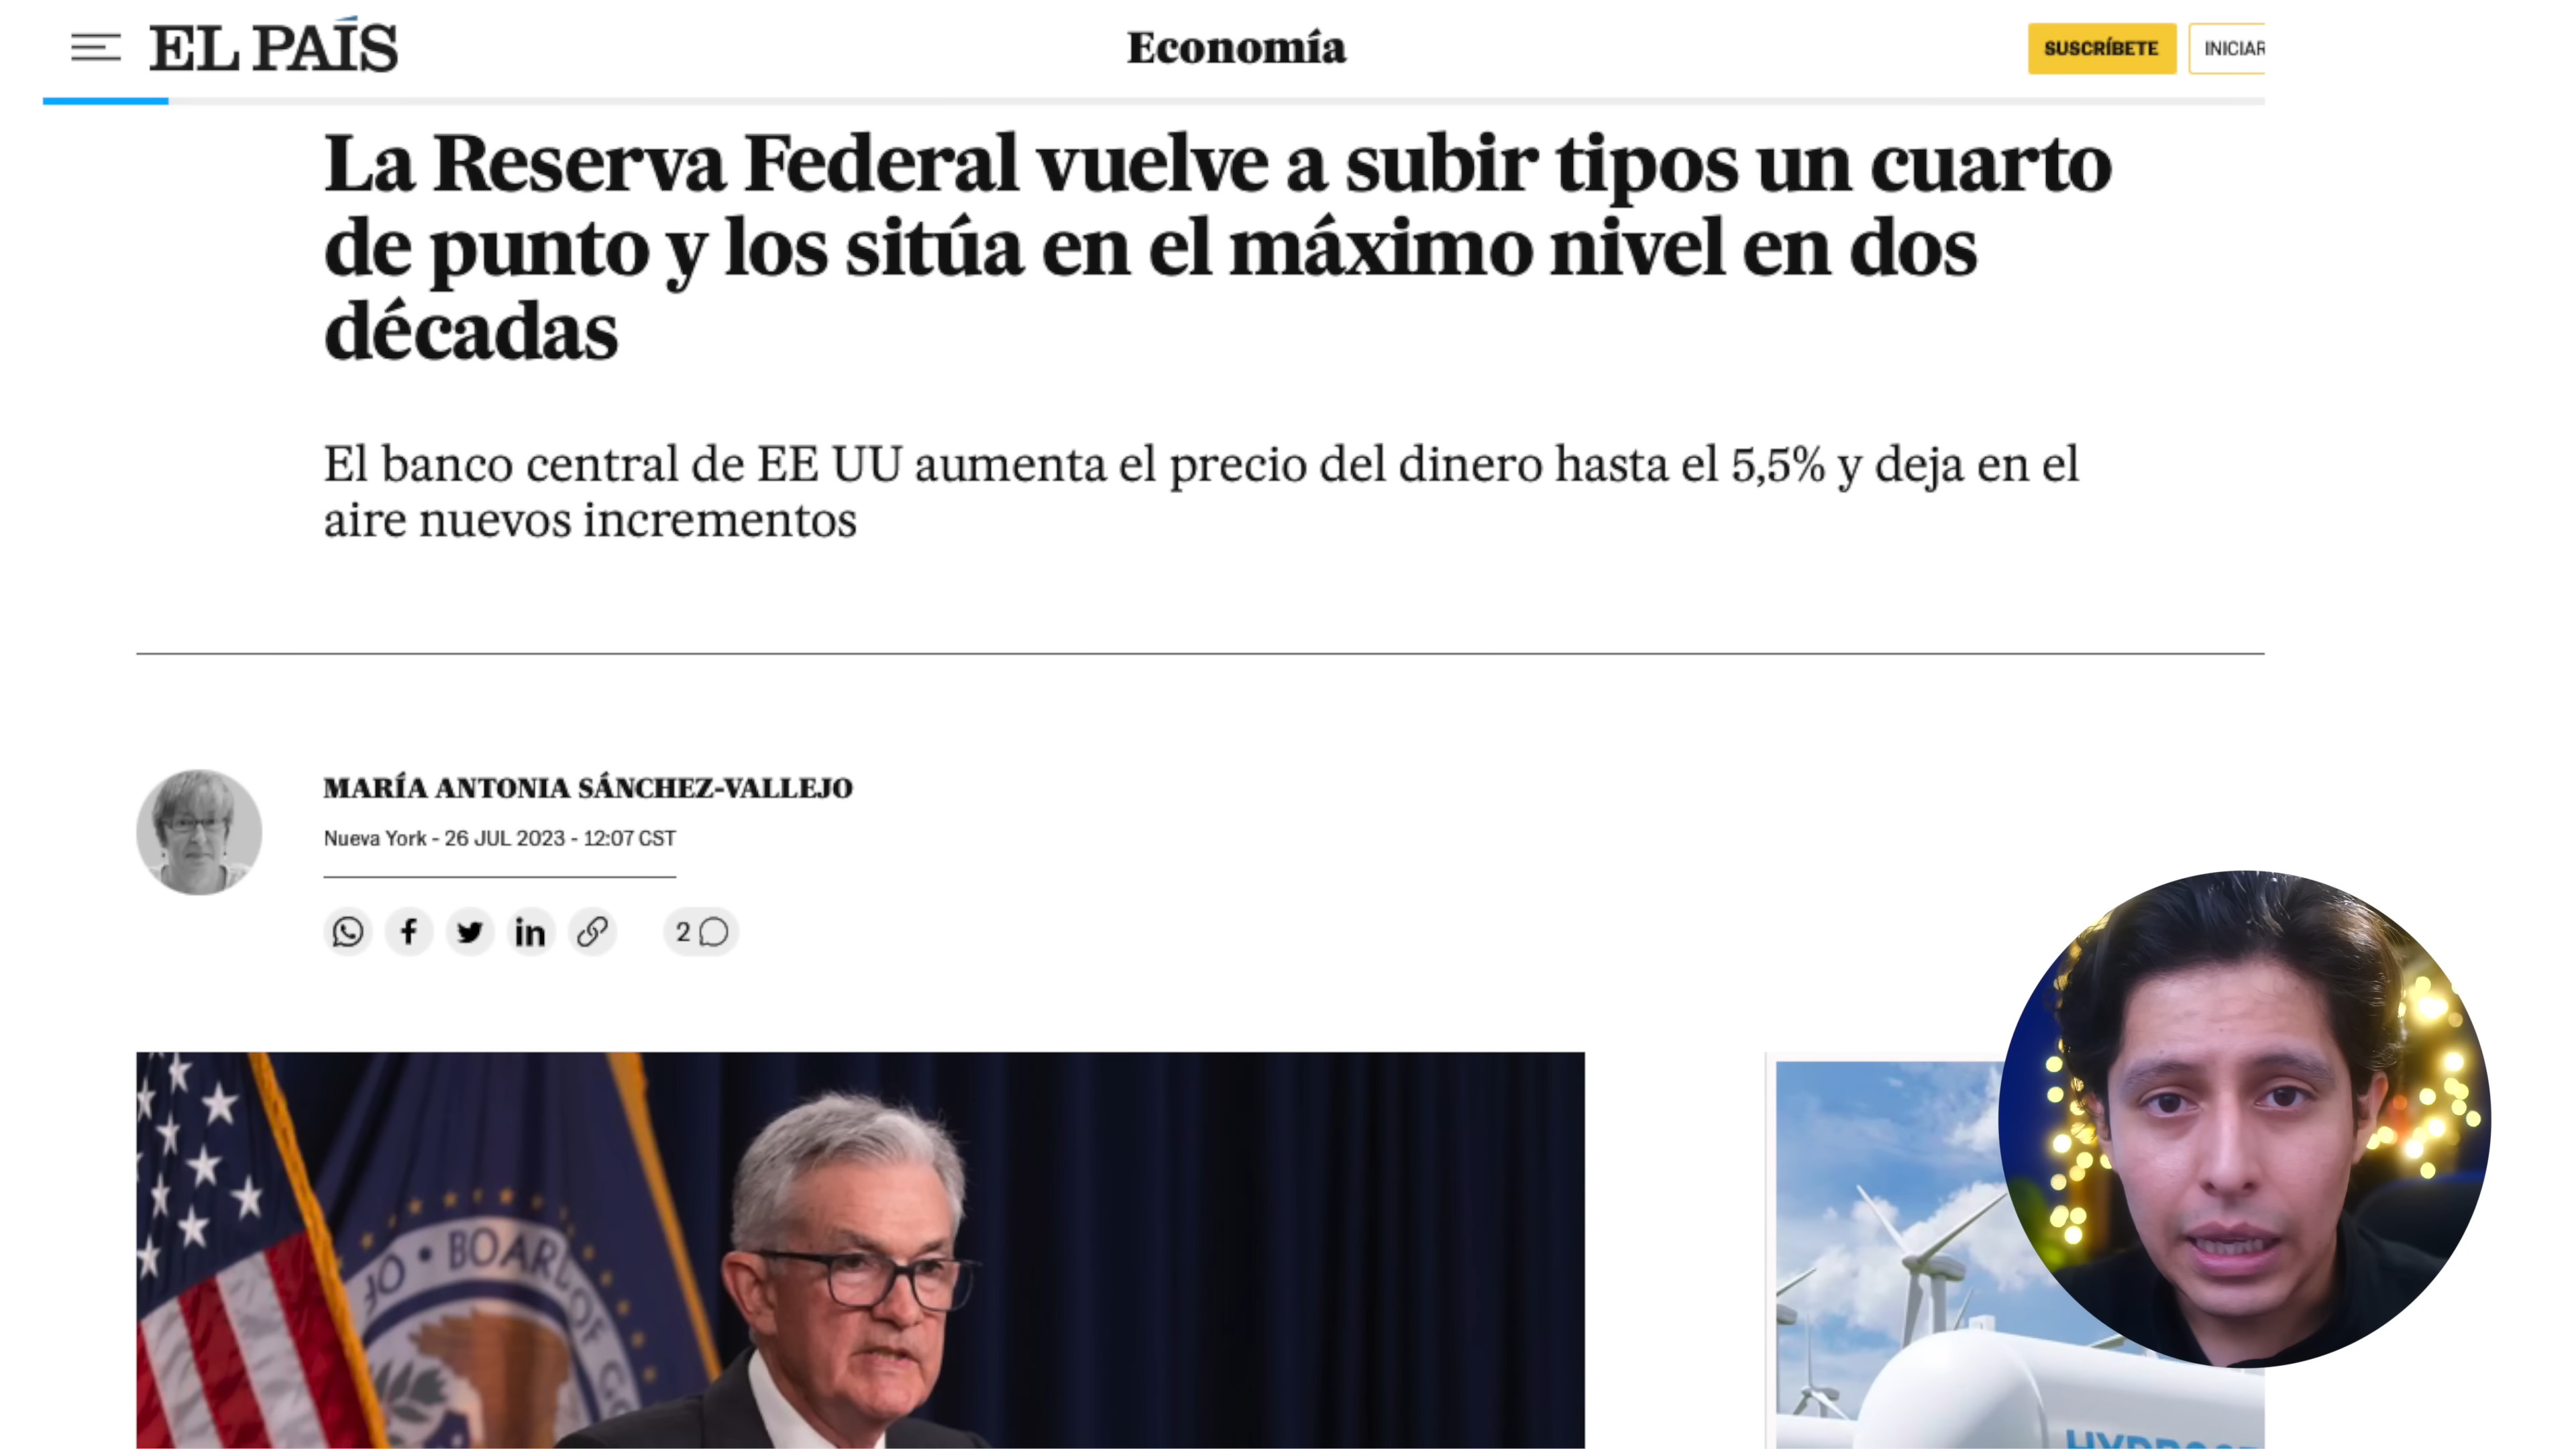 EL PAÍS
Economía
SUSCRÍBETE
INICIAR
La Reserva Federal vuelve a subir tipos un cuarto
de punto y los sitúa en el máximo nivel en dos
décadas
El banco central de EE UU aumenta el precio del dinero hasta el 5,5% y deja en el
aire nuevos incrementos
MARÍA ANTONIA SÁNCHEZ-VALLEJO
Nueva York - 26 JUL 2023 - 12:07 CST
2
BOARD OF